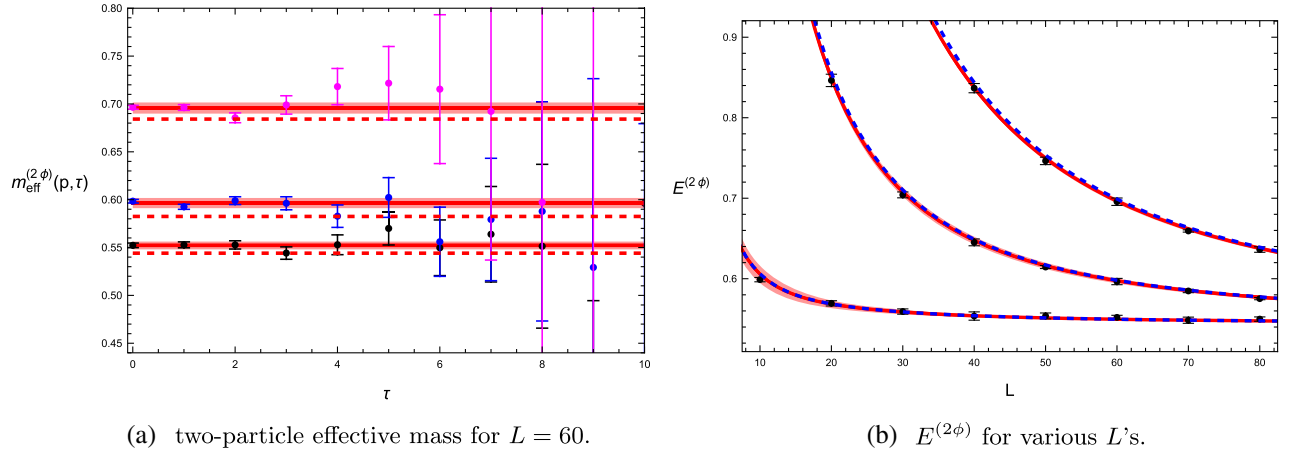 0.80
0.75
0.70
0.65
0.60
0.55
0.50
0.45
m_eff^(2 ϕ)(p,τ)
0 2 4 6 8 10
τ
(a) two-particle effective mass for L = 60.
0.9
0.8
0.7
0.6
E^(2 ϕ)
10 20 30 40 50 60 70 80
L
(b) E^(2ϕ) for various L's.